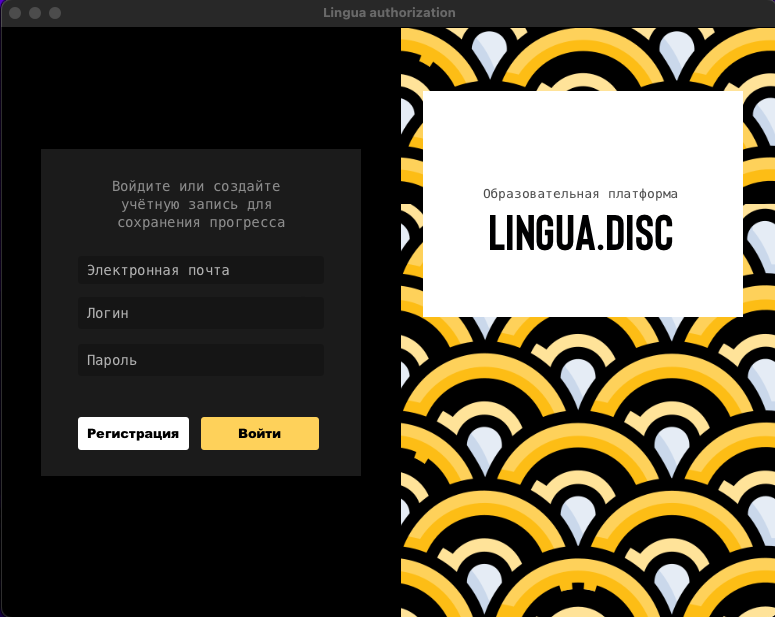 Lingua authorization
Войдите или создайте
учётную запись для
сохранения прогресса
Электронная почта
Логин
Пароль
Регистрация
Войти
Образовательная платформа
LINGUA.DISC